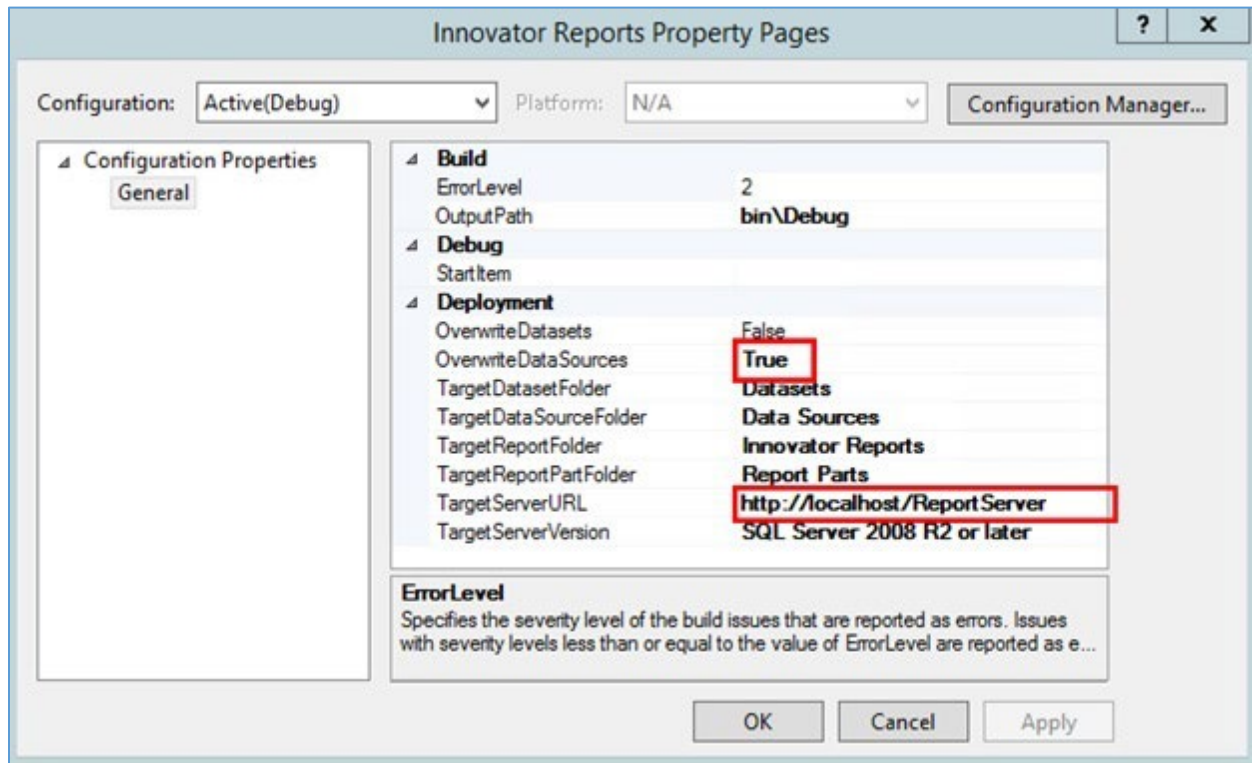 Innovator Reports Property Pages
? x
Configuration: Active(Debug) Platform: N/A Configuration Manager...
Configuration Properties
General
Build
ErrorLevel 2
OutputPath bin\Debug
Debug
StartItem
Deployment
OverwriteDatasets False
OverwriteDataSources True
TargetDatasetFolder Datasets
TargetDataSourceFolder Data Sources
TargetReportFolder Innovator Reports
TargetReportPartFolder Report Parts
TargetServerURL http://localhost/ReportServer
TargetServerVersion SQL Server 2008 R2 or later
ErrorLevel
Specifies the severity level of the build issues that are reported as errors. Issues
with severity levels less than or equal to the value of ErrorLevel are reported as e...
OK Cancel Apply